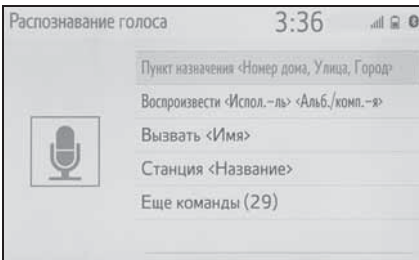 Распознавание голоса 3:36
Пункт назначения <Номер дома, Улица, Город>
Воспроизвести <Испол.-ль> <Альб./комп.-я>
Вызвать <Имя>
Станция <Название>
Еще команды (29)